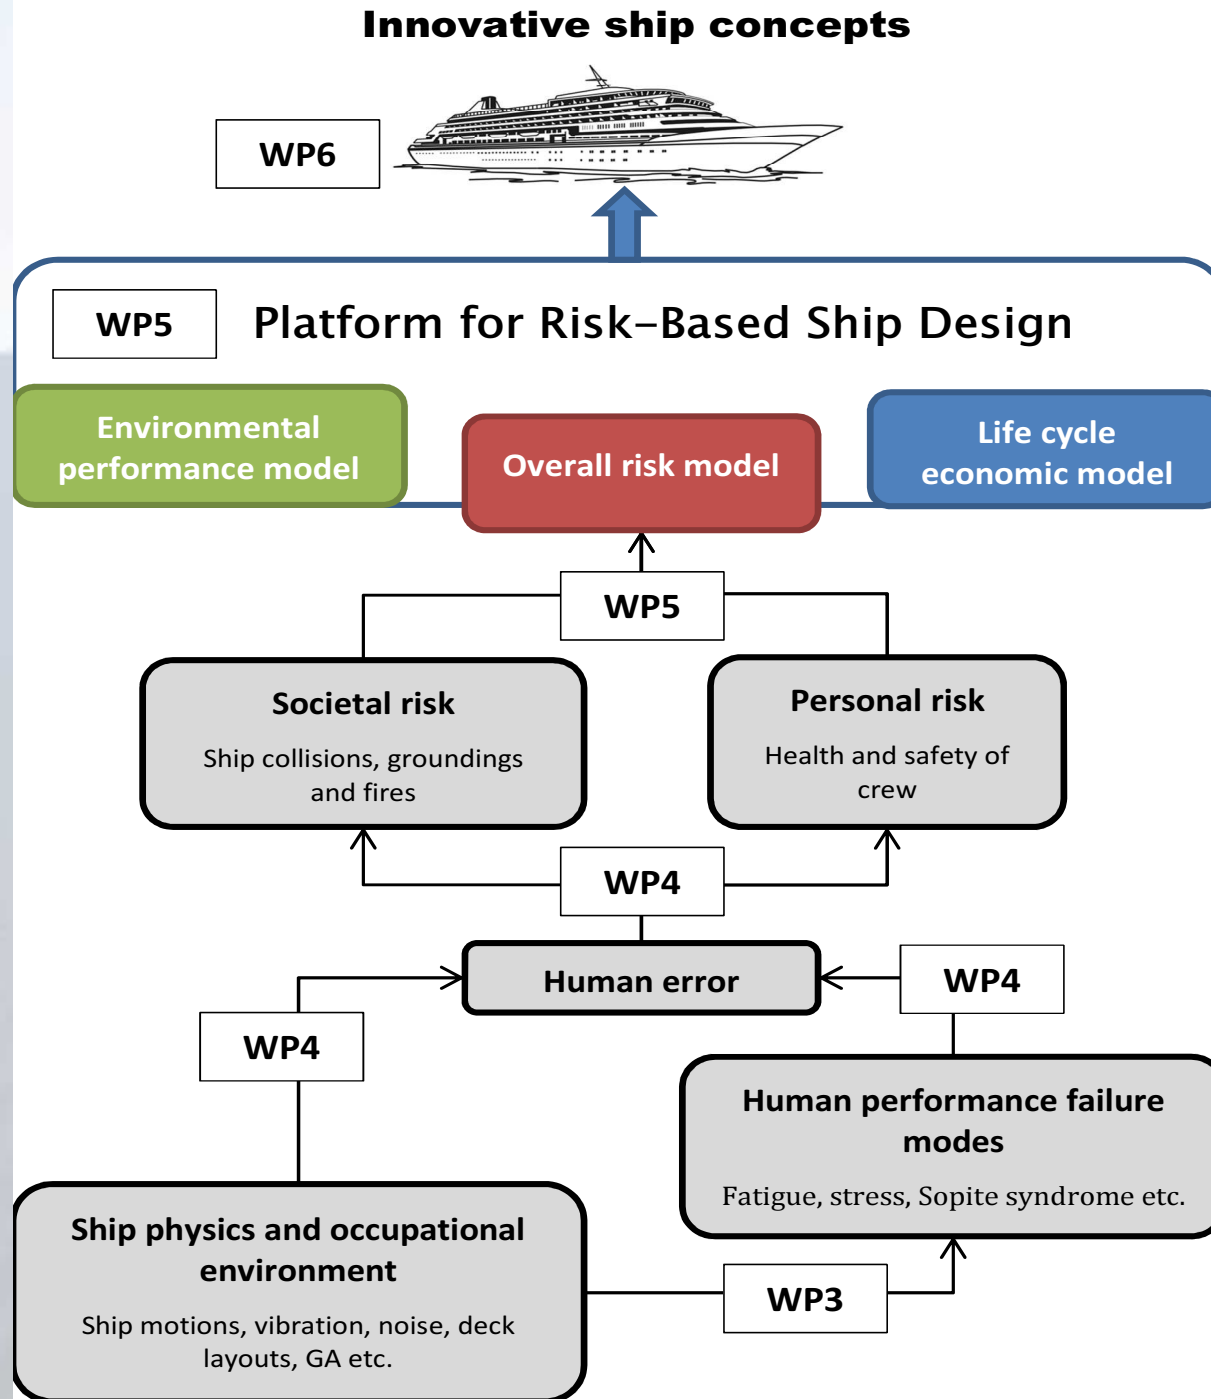 Innovative ship concepts
WP6
WP5
Platform for Risk-Based Ship Design
Environmental
performance model
Overall risk model
Life cycle
economic model
WP5
Societal risk
Ship collisions, groundings
and fires
Personal risk
Health and safety of
crew
WP4
Human error
WP4
WP4
Human performance failure
modes
Fatigue, stress, Sopite syndrome etc.
Ship physics and occupational
environment
Ship motions, vibration, noise, deck
layouts, GA etc.
WP3